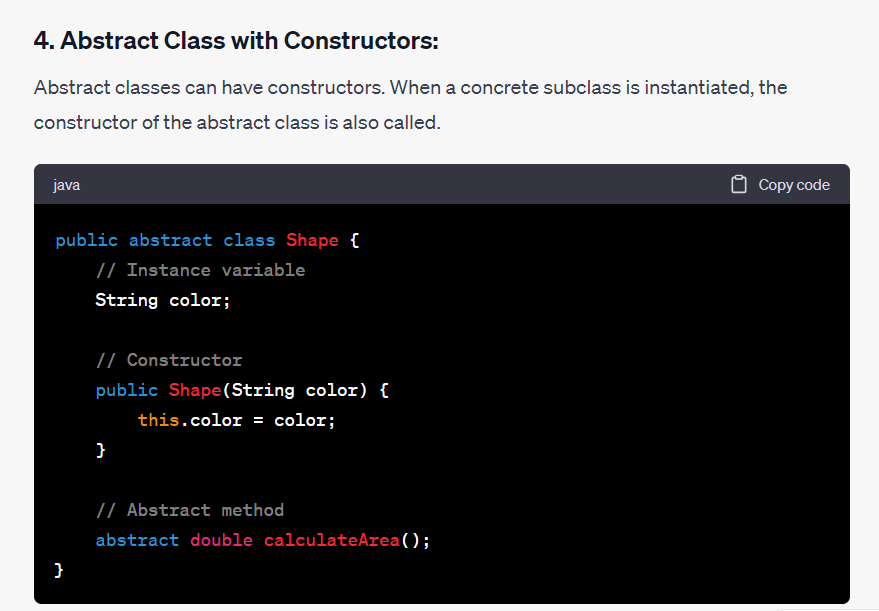 4. Abstract Class with Constructors:
Abstract classes can have constructors. When a concrete subclass is instantiated, the
constructor of the abstract class is also called.
java
Copy code
public abstract class Shape {
    // Instance variable
    String color;
    // Constructor
    public Shape(String color) {
        this.color = color;
    }
    // Abstract method
    abstract double calculateArea();
}